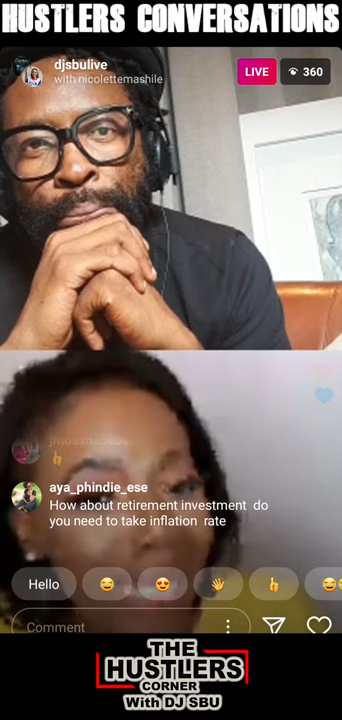 HUSTLERS CONVERSATIONS
djsbulive
with nicolettemashile
LIVE
360
aya_phindie_ese
How about retirement investment do
you need to take inflation rate
Hello
Comment
THE
HUSTLERS
CORNER
With DJ SBU